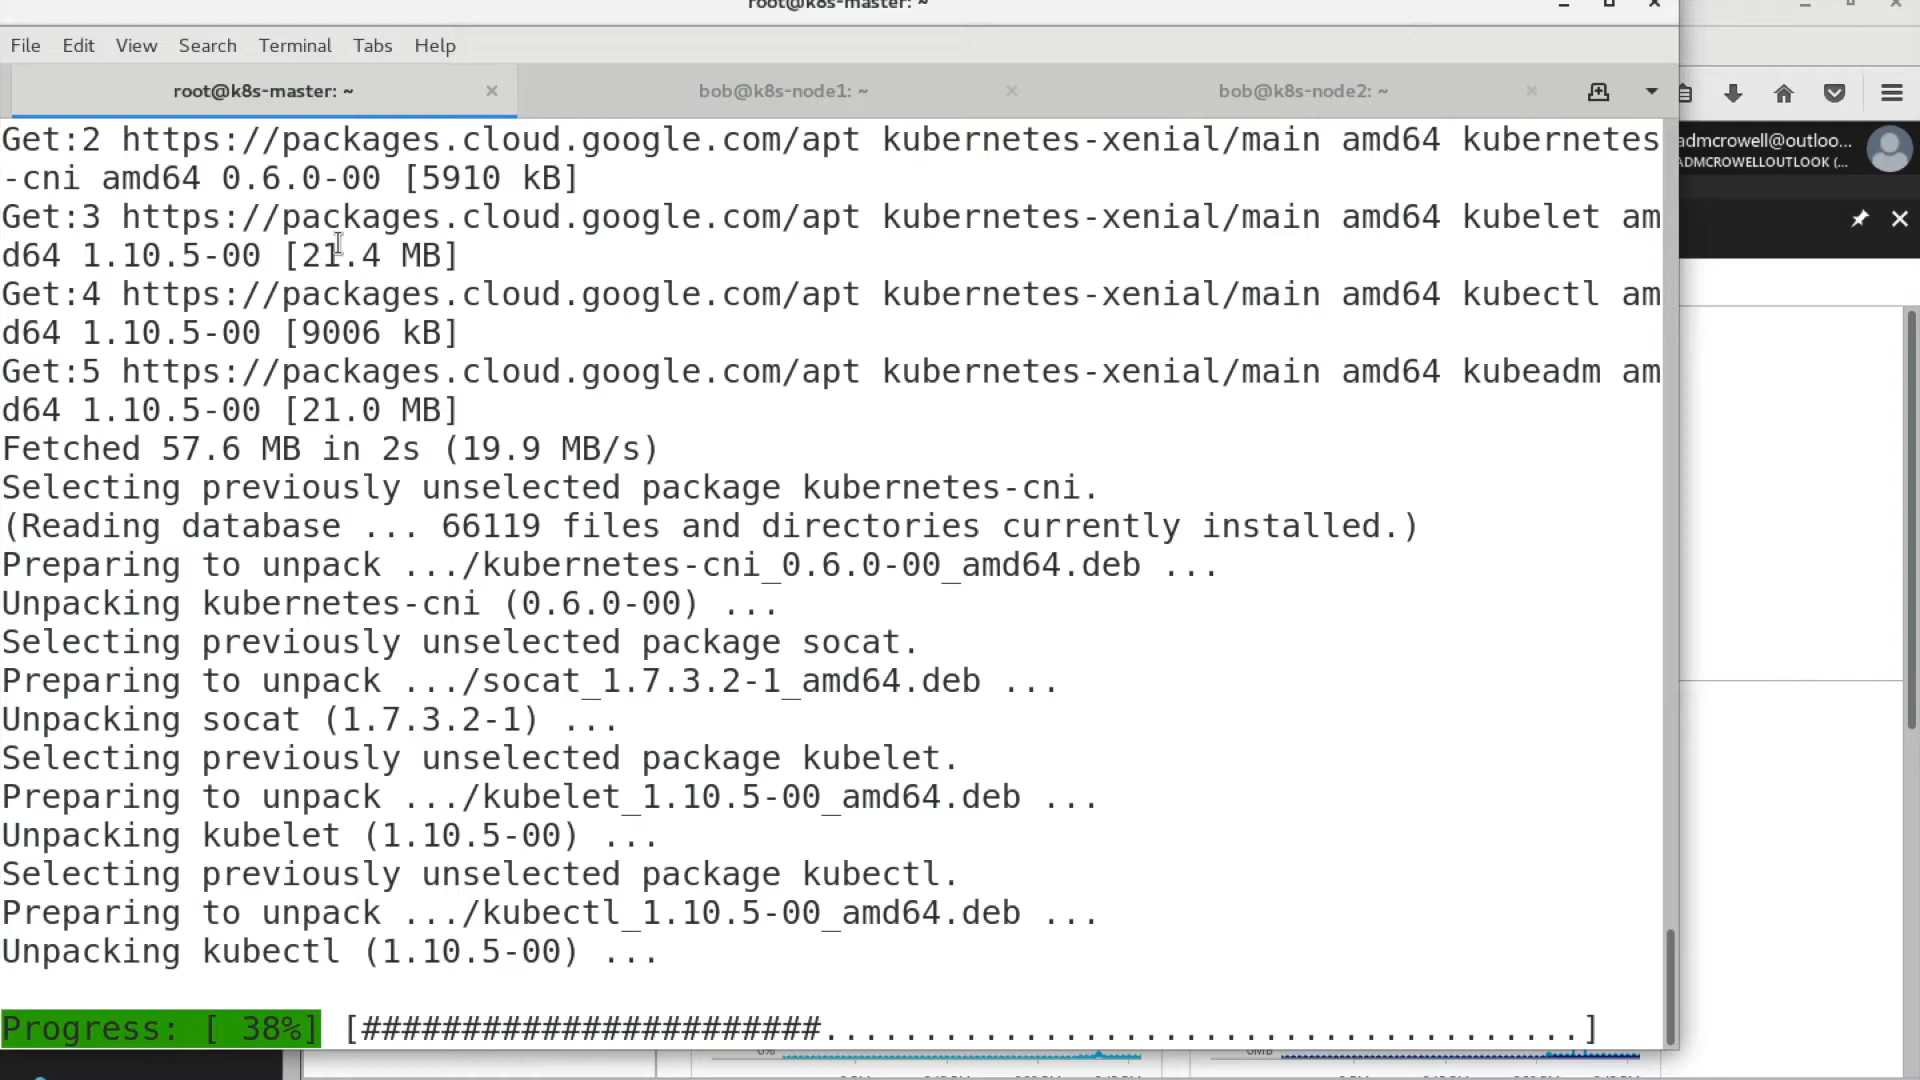 root@k8s-master: ~
File Edit View Search Terminal Tabs Help
root@k8s-master: ~ bob@k8s-node1: ~ bob@k8s-node2: ~
admcrowell@outloo...
ADMCROWELLOUTLOOK (...
Get:2 https://packages.cloud.google.com/apt kubernetes-xenial/main amd64 kubernetes
-cni amd64 0.6.0-00 [5910 kB]
Get:3 https://packages.cloud.google.com/apt kubernetes-xenial/main amd64 kubelet am
d64 1.10.5-00 [21.4 MB]
Get:4 https://packages.cloud.google.com/apt kubernetes-xenial/main amd64 kubectl am
d64 1.10.5-00 [9006 kB]
Get:5 https://packages.cloud.google.com/apt kubernetes-xenial/main amd64 kubeadm am
d64 1.10.5-00 [21.0 MB]
Fetched 57.6 MB in 2s (19.9 MB/s)
Selecting previously unselected package kubernetes-cni.
(Reading database ... 66119 files and directories currently installed.)
Preparing to unpack .../kubernetes-cni_0.6.0-00_amd64.deb ...
Unpacking kubernetes-cni (0.6.0-00) ...
Selecting previously unselected package socat.
Preparing to unpack .../socat_1.7.3.2-1_amd64.deb ...
Unpacking socat (1.7.3.2-1) ...
Selecting previously unselected package kubelet.
Preparing to unpack .../kubelet_1.10.5-00_amd64.deb ...
Unpacking kubelet (1.10.5-00) ...
Selecting previously unselected package kubectl.
Preparing to unpack .../kubectl_1.10.5-00_amd64.deb ...
Unpacking kubectl (1.10.5-00) ...
Progress: [ 38%] [#######################......................................]
0% 0MB